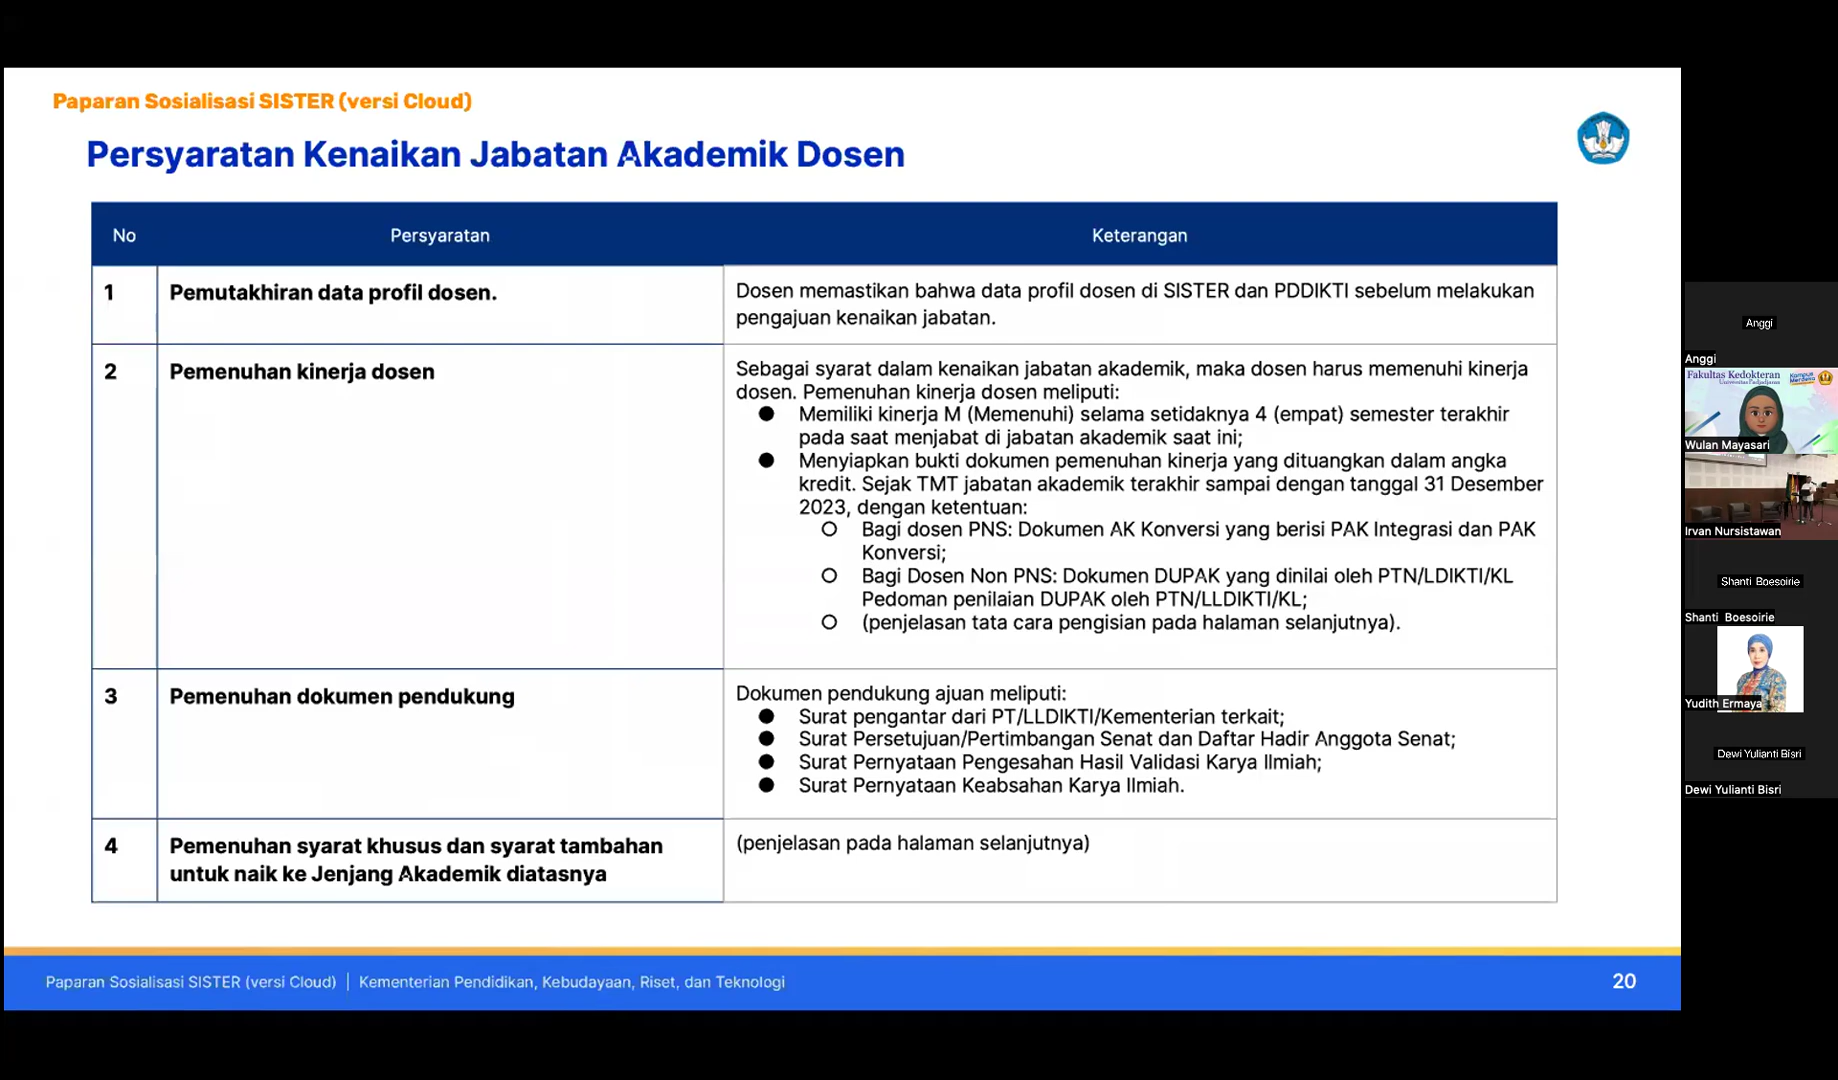 Paparan Sosialisasi SISTER (versi Cloud)
Persyaratan Kenaikan Jabatan Akademik Dosen
No
Persyaratan
Keterangan
1
Pemutakhiran data profil dosen.
Dosen memastikan bahwa data profil dosen di SISTER dan PDDIKTI sebelum melakukan
pengajuan kenaikan jabatan.
2
Pemenuhan kinerja dosen
Sebagai syarat dalam kenaikan jabatan akademik, maka dosen harus memenuhi kinerja
dosen. Pemenuhan kinerja dosen meliputi:
● Memiliki kinerja M (Memenuhi) selama setidaknya 4 (empat) semester terakhir
pada saat menjabat di jabatan akademik saat ini;
● Menyiapkan bukti dokumen pemenuhan kinerja yang dituangkan dalam angka
kredit. Sejak TMT jabatan akademik terakhir sampai dengan tanggal 31 Desember
2023, dengan ketentuan:
○ Bagi dosen PNS: Dokumen AK Konversi yang berisi PAK Integrasi dan PAK
Konversi;
○ Bagi Dosen Non PNS: Dokumen DUPAK yang dinilai oleh PTN/LDIKTI/KL
Pedoman penilaian DUPAK oleh PTN/LLDIKTI/KL;
○ (penjelasan tata cara pengisian pada halaman selanjutnya).
3
Pemenuhan dokumen pendukung
Dokumen pendukung ajuan meliputi:
● Surat pengantar dari PT/LLDIKTI/Kementerian terkait;
● Surat Persetujuan/Pertimbangan Senat dan Daftar Hadir Anggota Senat;
● Surat Pernyataan Pengesahan Hasil Validasi Karya Ilmiah;
● Surat Pernyataan Keabsahan Karya Ilmiah.
4
Pemenuhan syarat khusus dan syarat tambahan
untuk naik ke Jenjang Akademik diatasnya
(penjelasan pada halaman selanjutnya)
Paparan Sosialisasi SISTER (versi Cloud) | Kementerian Pendidikan, Kebudayaan, Riset, dan Teknologi
20
Anggi
Anggi
Fakultas Kedokteran
Universitas Padjadjaran
Kampus
Merdeka
Wulan Mayasari
Irvan Nursistawan
Shanti Boesoirie
Shanti Boesoirie
Yudith Ermaya
Dewi Yulianti Bisri
Dewi Yulianti Bisri